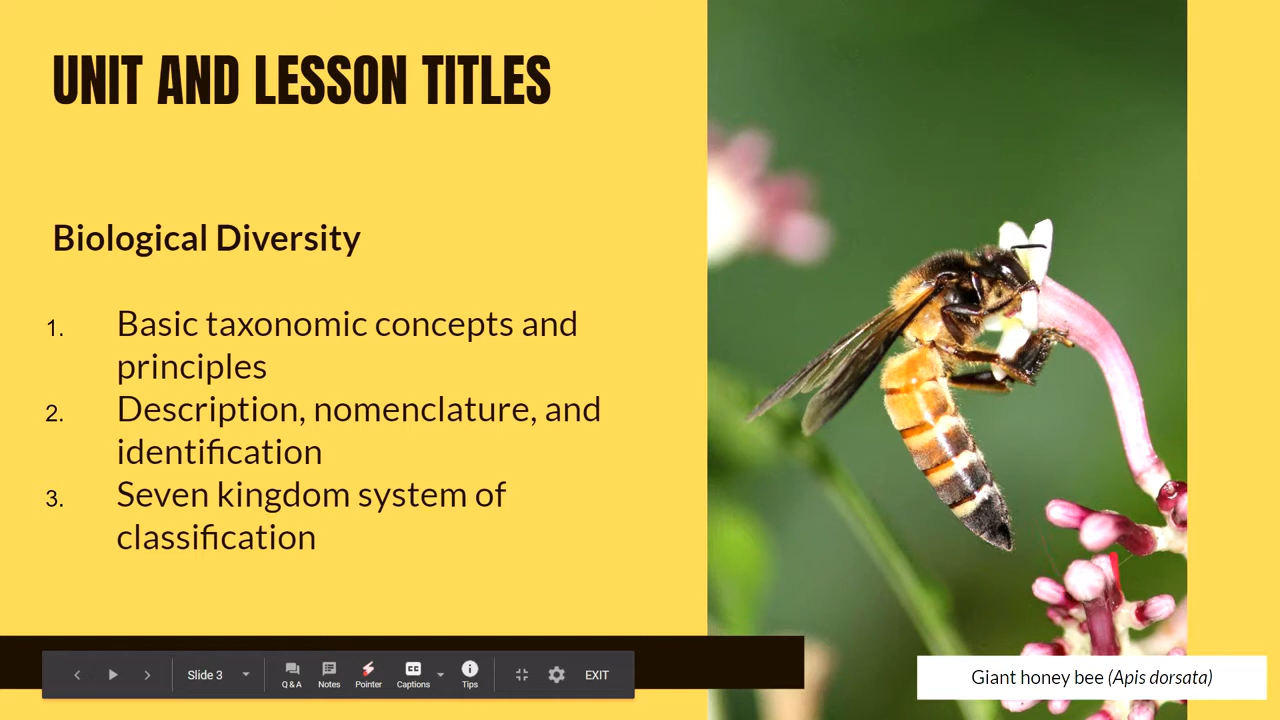 UNIT AND LESSON TITLES
Biological Diversity
1. Basic taxonomic concepts and
principles
2. Description, nomenclature, and
identification
3. Seven kingdom system of
classification
Slide 3
Q & A
Notes
Pointer
CC
Captions
Tips
EXIT
Giant honey bee (Apis dorsata)